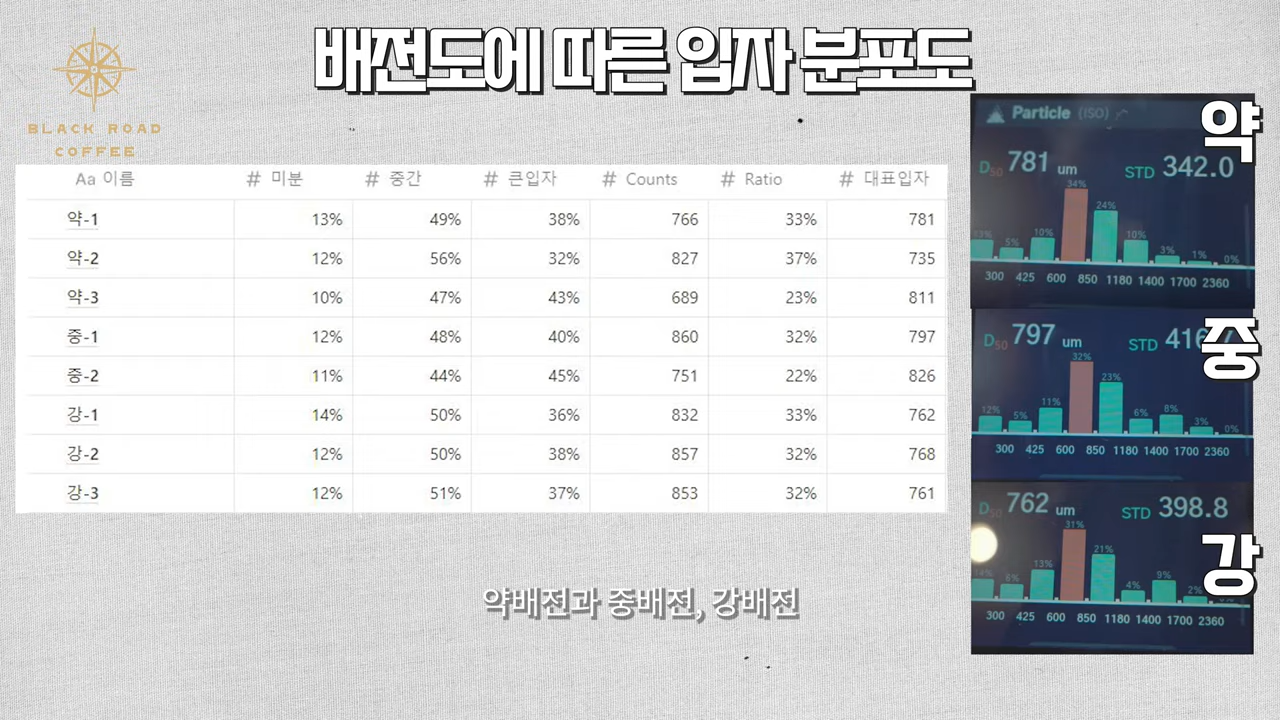 배전도에 따른 입자 분포도
BLACK ROAD
COFFEE
Aa 이름 # 미분 # 중간 # 큰입자 # Counts # Ratio # 대표입자
약-1 13% 49% 38% 766 33% 781
약-2 12% 56% 32% 827 37% 735
약-3 10% 47% 43% 689 23% 811
중-1 12% 48% 40% 860 32% 797
중-2 11% 44% 45% 751 22% 826
강-1 14% 50% 36% 832 33% 762
강-2 12% 50% 38% 857 32% 768
강-3 12% 51% 37% 853 32% 761
약
Particle (ISO)
D50 781 um STD 342.0
13% 5% 10% 34% 24% 10% 3% 1% 0%
300 425 600 850 1180 1400 1700 2360
중
D50 797 um STD 416
12% 5% 11% 32% 23% 6% 8% 3% 0%
300 425 600 850 1180 1400 1700 2360
강
D50 762 um STD 398.8
14% 6% 13% 31% 21% 4% 9% 2%
300 425 600 850 1180 1400 1700 2360
약배전과 중배전, 강배전